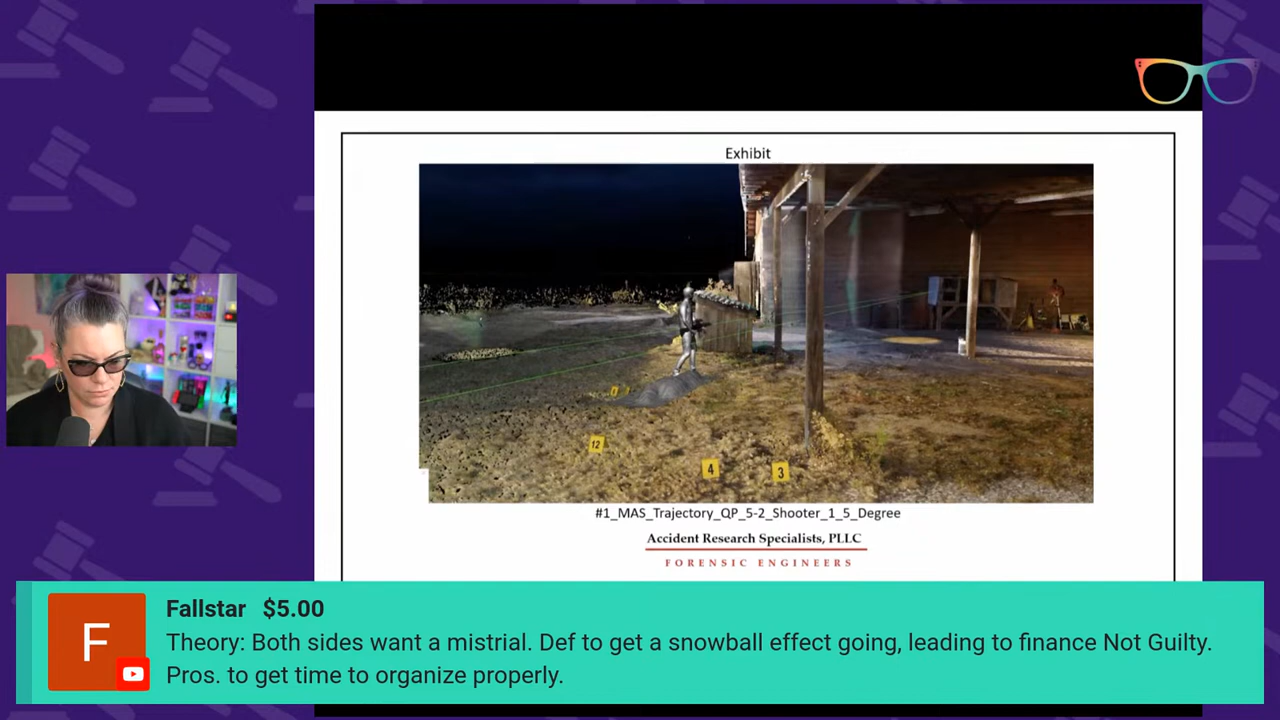 Exhibit
12
4
3
#1_MAS_Trajectory_QP_5-2_Shooter_1_5_Degree
Accident Research Specialists, PLLC
FORENSIC ENGINEERS
F
Fallstar $5.00
Theory: Both sides want a mistrial. Def to get a snowball effect going, leading to finance Not Guilty.
Pros. to get time to organize properly.